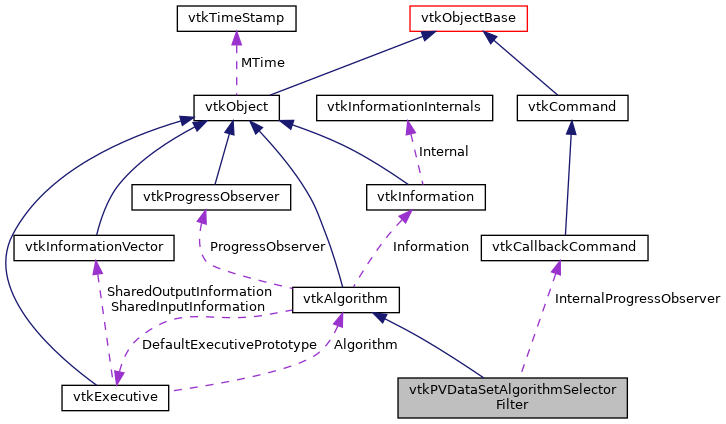 vtkTimeStamp
vtkObjectBase
MTime
vtkObject
vtkInformationInternals
vtkCommand
Internal
vtkProgressObserver
vtkInformation
vtkInformationVector
ProgressObserver
Information
vtkCallbackCommand
SharedOutputInformation
SharedInputInformation
vtkAlgorithm
InternalProgressObserver
DefaultExecutivePrototype
Algorithm
vtkExecutive
vtkPVDataSetAlgorithmSelector
Filter